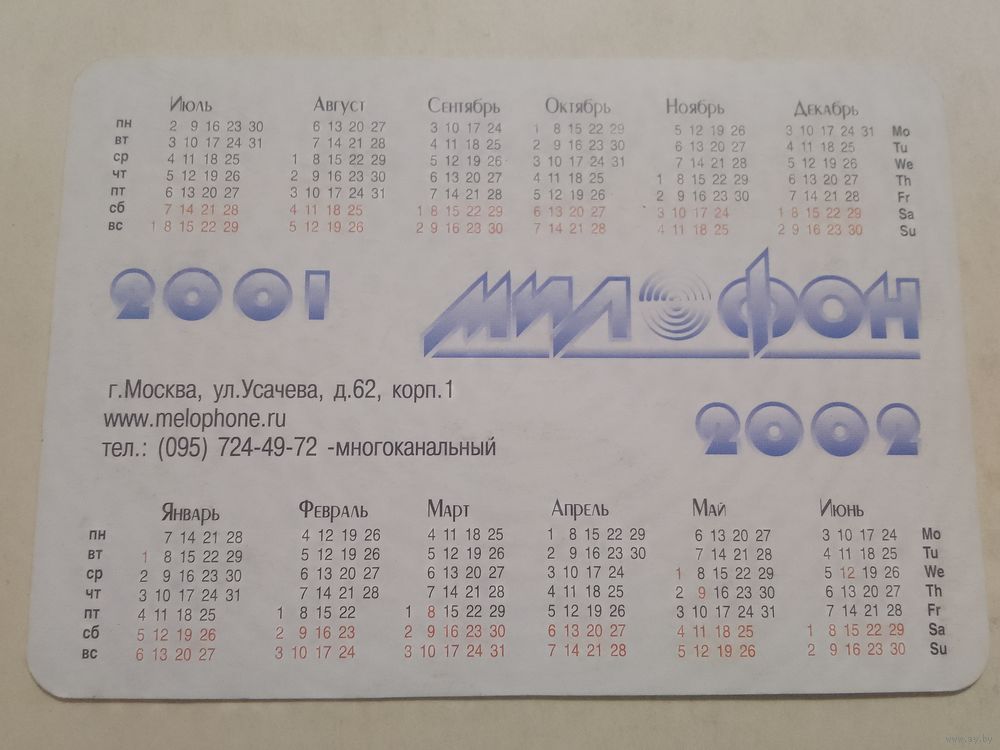 Июль Август Сентябрь Октябрь Ноябрь Декабрь
пн 2 9 16 23 30 6 13 20 27 3 10 17 24 1 8 15 22 29 5 12 19 26 3 10 17 24 31 Mo
вт 3 10 17 24 31 7 14 21 28 4 11 18 25 2 9 16 23 30 6 13 20 27 4 11 18 25 Tu
ср 4 11 18 25 1 8 15 22 29 5 12 19 26 3 10 17 24 31 7 14 21 28 5 12 19 26 We
чт 5 12 19 26 2 9 16 23 30 6 13 20 27 4 11 18 25 1 8 15 22 29 6 13 20 27 Th
пт 6 13 20 27 3 10 17 24 31 7 14 21 28 5 12 19 26 2 9 16 23 30 7 14 21 28 Fr
сб 7 14 21 28 4 11 18 25 1 8 15 22 29 6 13 20 27 3 10 17 24 1 8 15 22 29 Sa
вс 1 8 15 22 29 5 12 19 26 2 9 16 23 30 7 14 21 28 4 11 18 25 2 9 16 23 30 Su
2001 МИЛОФОН
г.Москва, ул.Усачева, д.62, корп.1
www.melophone.ru
тел.: (095) 724-49-72 -многоканальный
2002
Январь Февраль Март Апрель Май Июнь
пн 7 14 21 28 4 12 19 26 4 11 18 25 1 8 15 22 29 6 13 20 27 3 10 17 24 Mo
вт 1 8 15 22 29 5 12 19 26 5 12 19 26 2 9 16 23 30 7 14 21 28 4 11 18 25 Tu
ср 2 9 16 23 30 6 13 20 27 6 13 20 27 3 10 17 24 1 8 15 22 29 5 12 19 26 We
чт 3 10 17 24 31 7 14 21 28 7 14 21 28 4 11 18 25 2 9 16 23 30 6 13 20 27 Th
пт 4 11 18 25 1 8 15 22 1 8 15 22 29 5 12 19 26 3 10 17 24 31 7 14 21 28 Fr
сб 5 12 19 26 2 9 16 23 2 9 16 23 30 6 13 20 27 4 11 18 25 1 8 15 22 29 Sa
вс 6 13 20 27 3 10 17 24 3 10 17 24 31 7 14 21 28 5 12 19 26 2 9 16 23 30 Su
www.ay.by